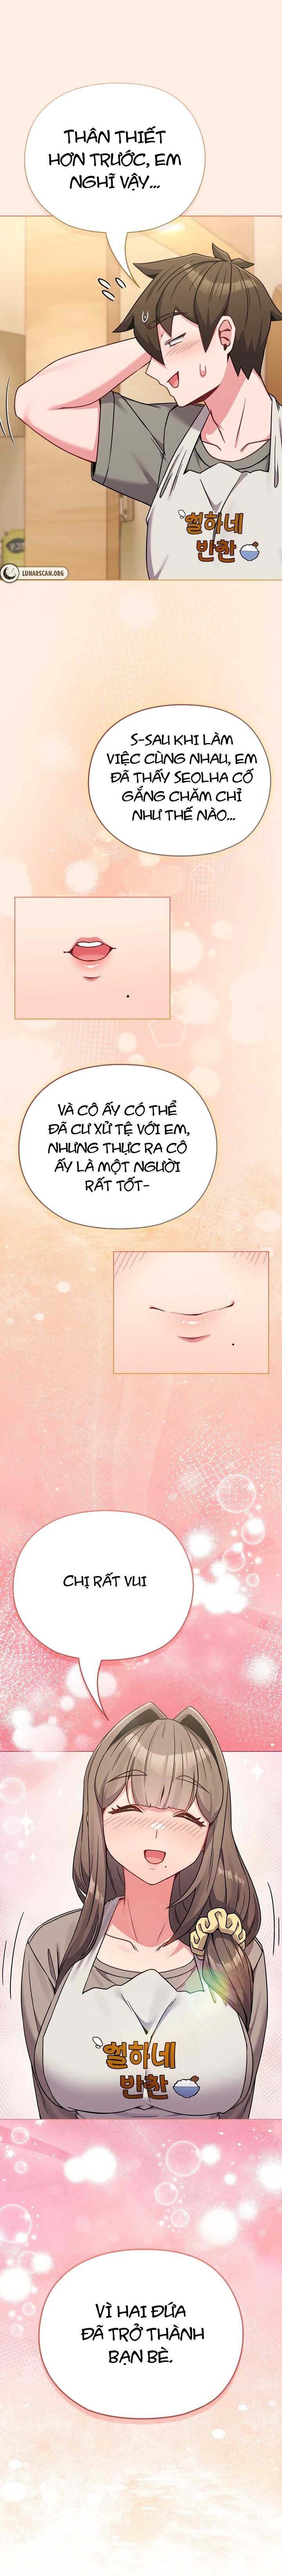 THÂN THIẾT
HƠN TRƯỚC, EM
NGHĨ VẬY...
설하네
반찬
LUNARSCAN.ORG
S-SAU KHI LÀM
VIỆC CÙNG NHAU, EM
ĐÃ THẤY SEOLHA CỐ
GẮNG CHĂM CHỈ
NHƯ THẾ NÀO...
VÀ CÔ ẤY CÓ THỂ
ĐÃ CƯ XỬ TỆ VỚI EM,
NHƯNG THỰC RA CÔ
ẤY LÀ MỘT NGƯỜI
RẤT TỐT-
CHỊ RẤT VUI
설하네
반찬
VÌ HAI ĐỨA
ĐÃ TRỞ THÀNH
BẠN BÈ.